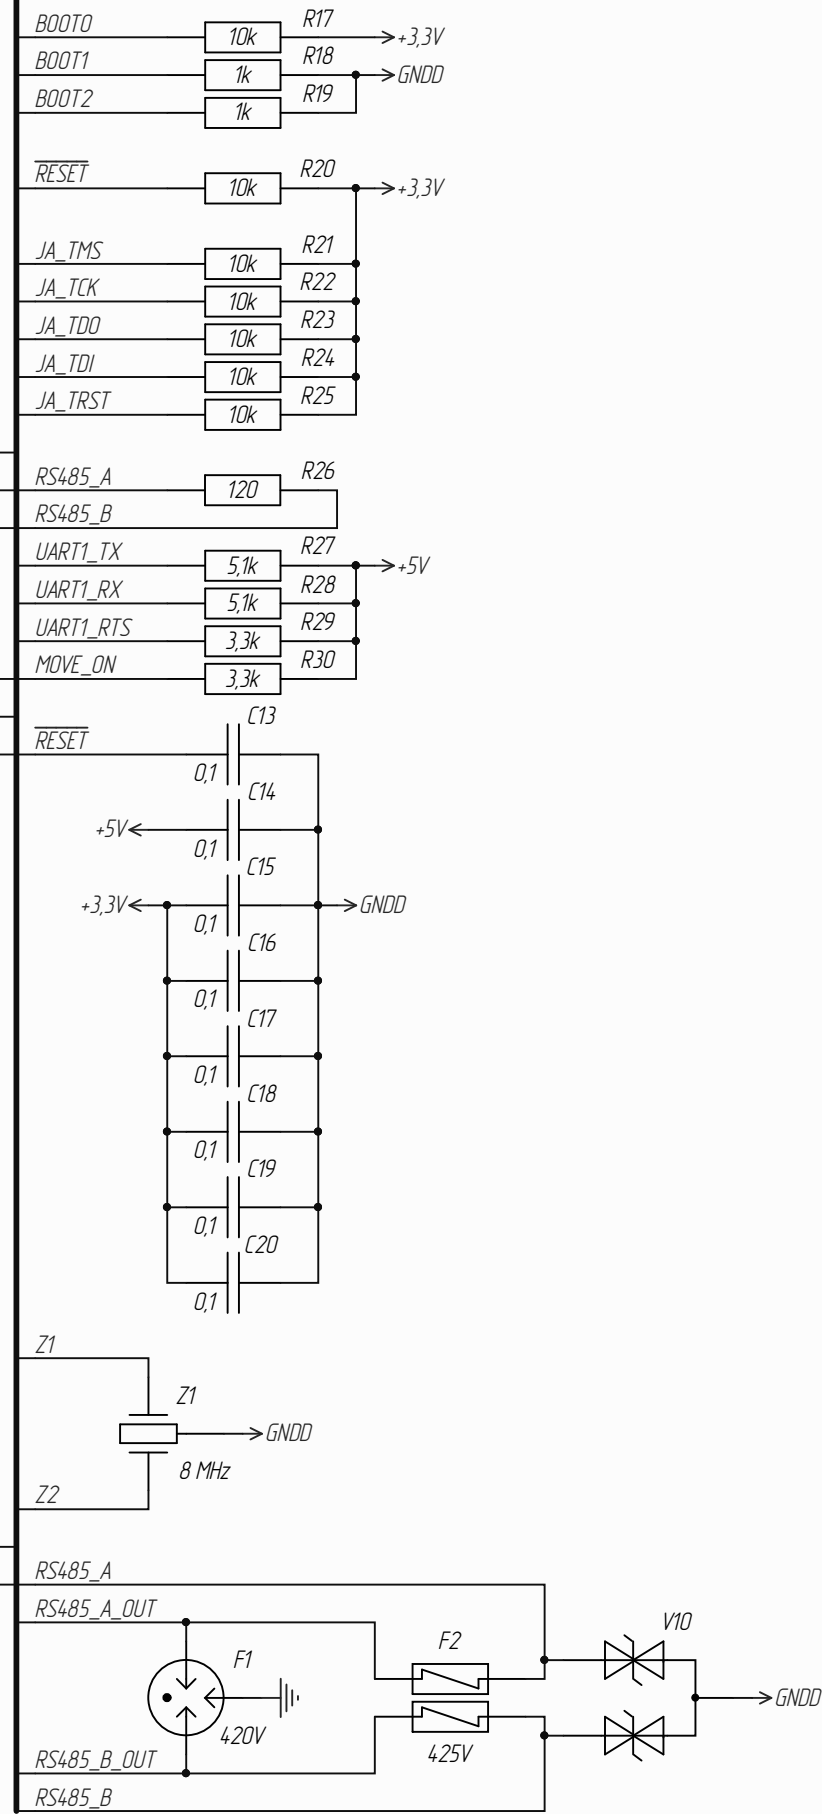 BOOT0 10k R17 +3,3V
BOOT1 1k R18 GNDD
BOOT2 1k R19
RESET 10k R20 +3,3V
JA_TMS 10k R21
JA_TCK 10k R22
JA_TDO 10k R23
JA_TDI 10k R24
JA_TRST 10k R25
RS485_A 120 R26
RS485_B
UART1_TX 5,1k R27 +5V
UART1_RX 5,1k R28
UART1_RTS 3,3k R29
MOVE_ON 3,3k R30
C13
RESET
0,1
C14
+5V
0,1
C15
+3,3V GNDD
0,1
C16
0,1
C17
0,1
C18
0,1
C19
0,1
C20
0,1
Z1
Z1
GNDD
8 MHz
Z2
RS485_A
RS485_A_OUT
V10
F2
F1
GNDD
420V
425V
RS485_B_OUT
RS485_B